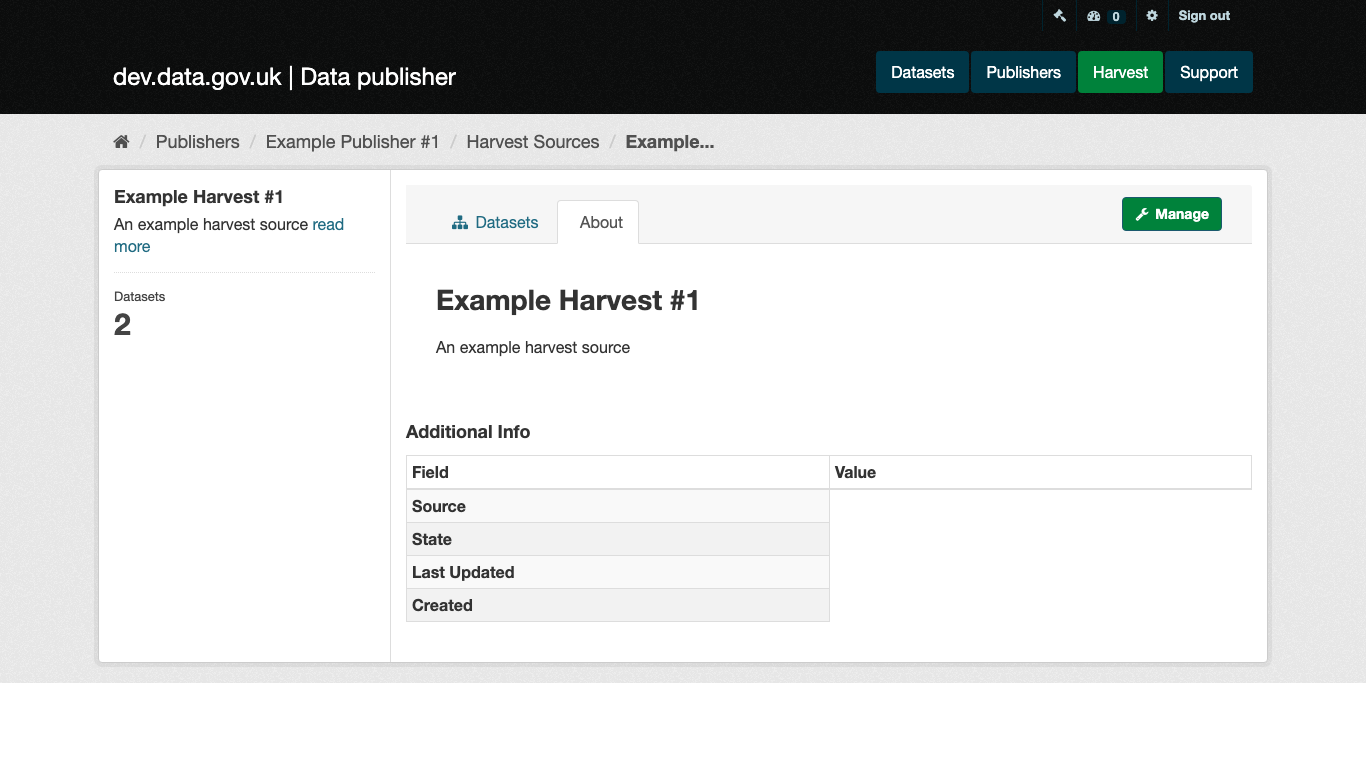 0 Sign out
dev.data.gov.uk | Data publisher
Datasets Publishers Harvest Support
/ Publishers / Example Publisher #1 / Harvest Sources / Example...
Example Harvest #1
An example harvest source read
more
Datasets
2
Datasets About Manage
Example Harvest #1
An example harvest source
Additional Info
Field Value
Source
State
Last Updated
Created